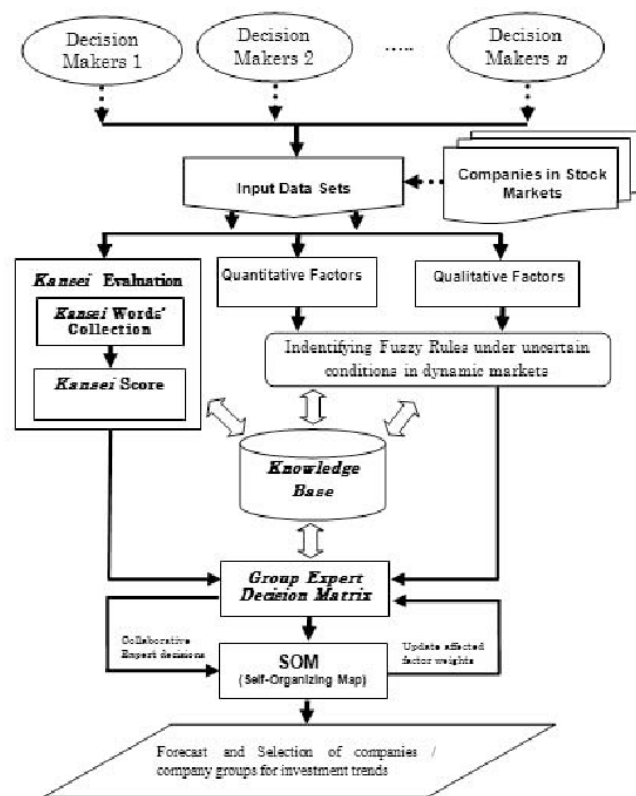 Decision
Makers 1
Decision
Makers 2
.....
Decision
Makers n
Input Data Sets
Companies in Stock
Markets
Kansei Evaluation
Kansei Words'
Collection
Kansei Score
Quantitative Factors
Qualitative Factors
Indentifying Fuzzy Rules under uncertain
conditions in dynamic markets
Knowledge
Base
Group Expert
Decision Matrix
Collaborative
Expert decisions
SOM
(Self-Organizing Map)
Update affected
factor weights
Forecast and Selection of companies /
company groups for investment trends